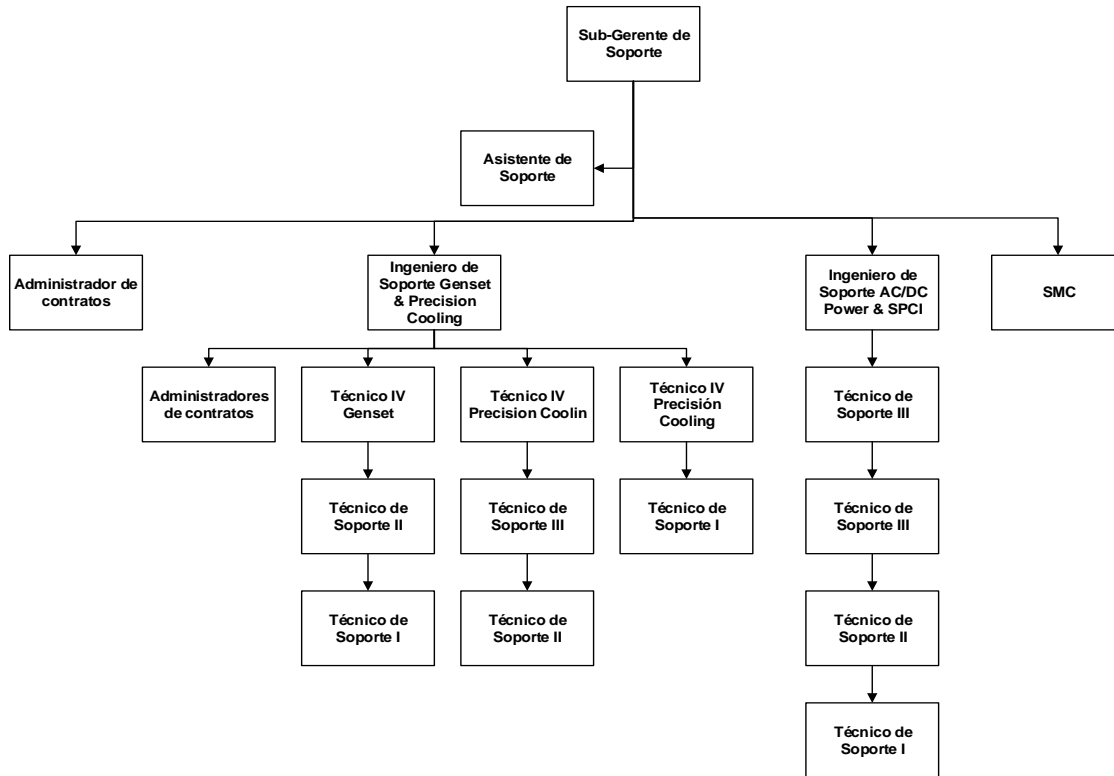 Sub-Gerente de
Soporte
Asistente de
Soporte
Administrador de
contratos
Ingeniero de
Soporte Genset
& Precision
Cooling
Ingeniero de
Soporte AC/DC
Power & SPCI
SMC
Administradores
de contratos
Técnico IV
Genset
Técnico IV
Precision Coolin
Técnico IV
Precisión
Cooling
Técnico de
Soporte III
Técnico de
Soporte II
Técnico de
Soporte III
Técnico de
Soporte I
Técnico de
Soporte III
Técnico de
Soporte I
Técnico de
Soporte II
Técnico de
Soporte II
Técnico de
Soporte I